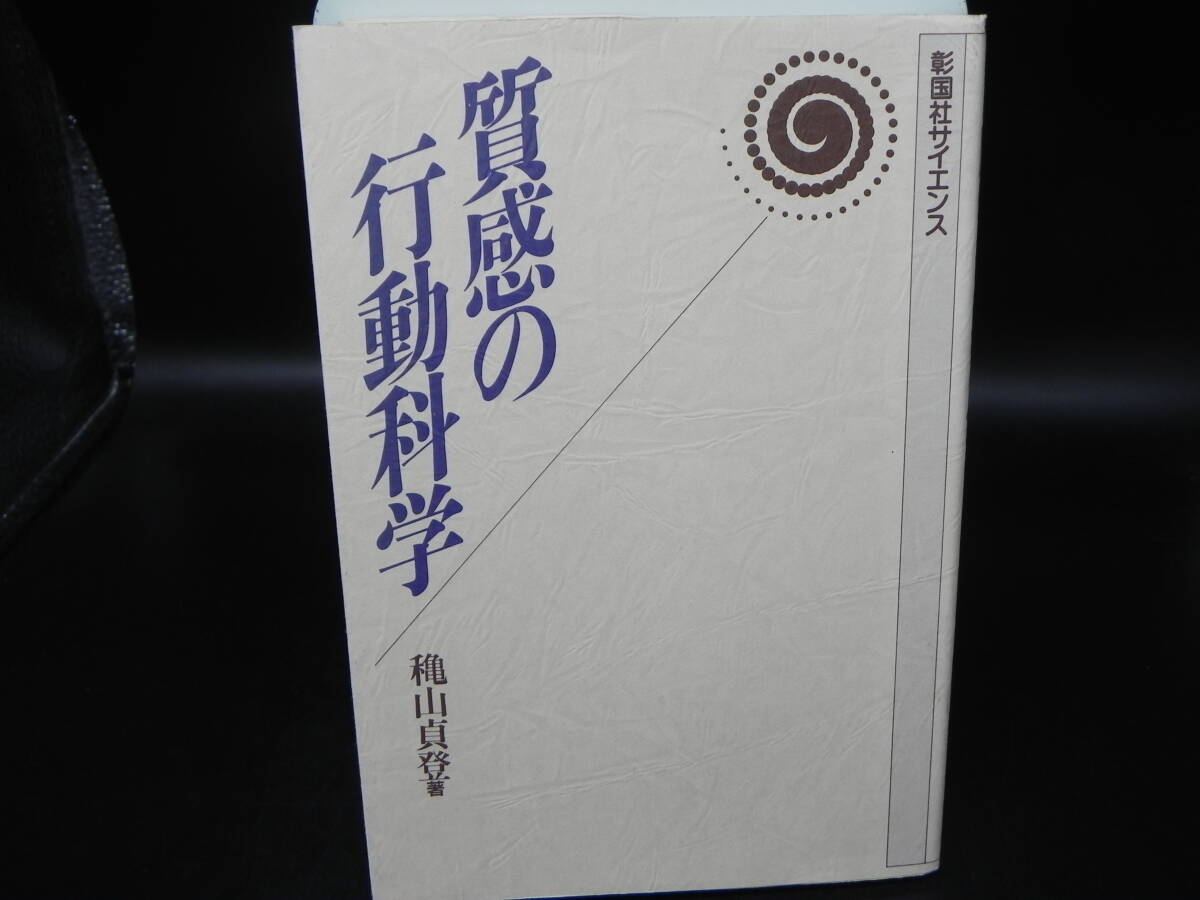 彰国社サイエンス
質感の
行動科学
穐山貞登著